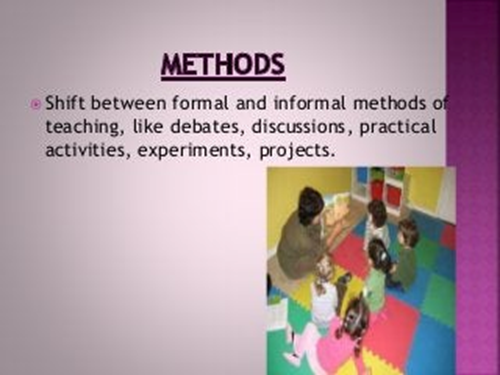 METHODS
Shift between formal and informal methods of
teaching, like debates, discussions, practical
activities, experiments, projects.